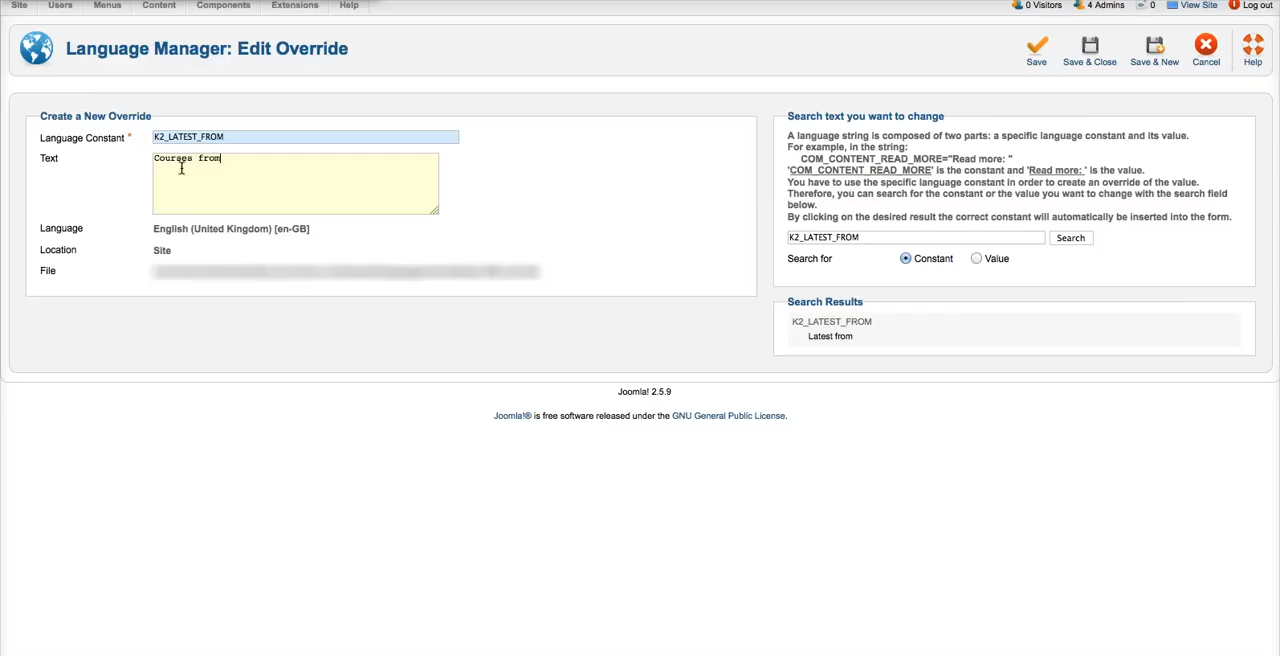 Site Users Menus Content Components Extensions Help 0 Visitors 4 Admins 0 View Site Log out
Language Manager: Edit Override
Save Save & Close Save & New Cancel Help
Create a New Override
Language Constant * K2_LATEST_FROM
Text Courses from
Language English (United Kingdom) [en-GB]
Location Site
File
Search text you want to change
A language string is composed of two parts: a specific language constant and its value.
For example, in the string:
COM_CONTENT_READ_MORE="Read more: "
'COM_CONTENT_READ_MORE' is the constant and 'Read more: ' is the value.
You have to use the specific language constant in order to create an override of the value.
Therefore, you can search for the constant or the value you want to change with the search field
below.
By clicking on the desired result the correct constant will automatically be inserted into the form.
K2_LATEST_FROM Search
Search for Constant Value
Search Results
K2_LATEST_FROM
Latest from
Joomla! 2.5.9
Joomla!® is free software released under the GNU General Public License.